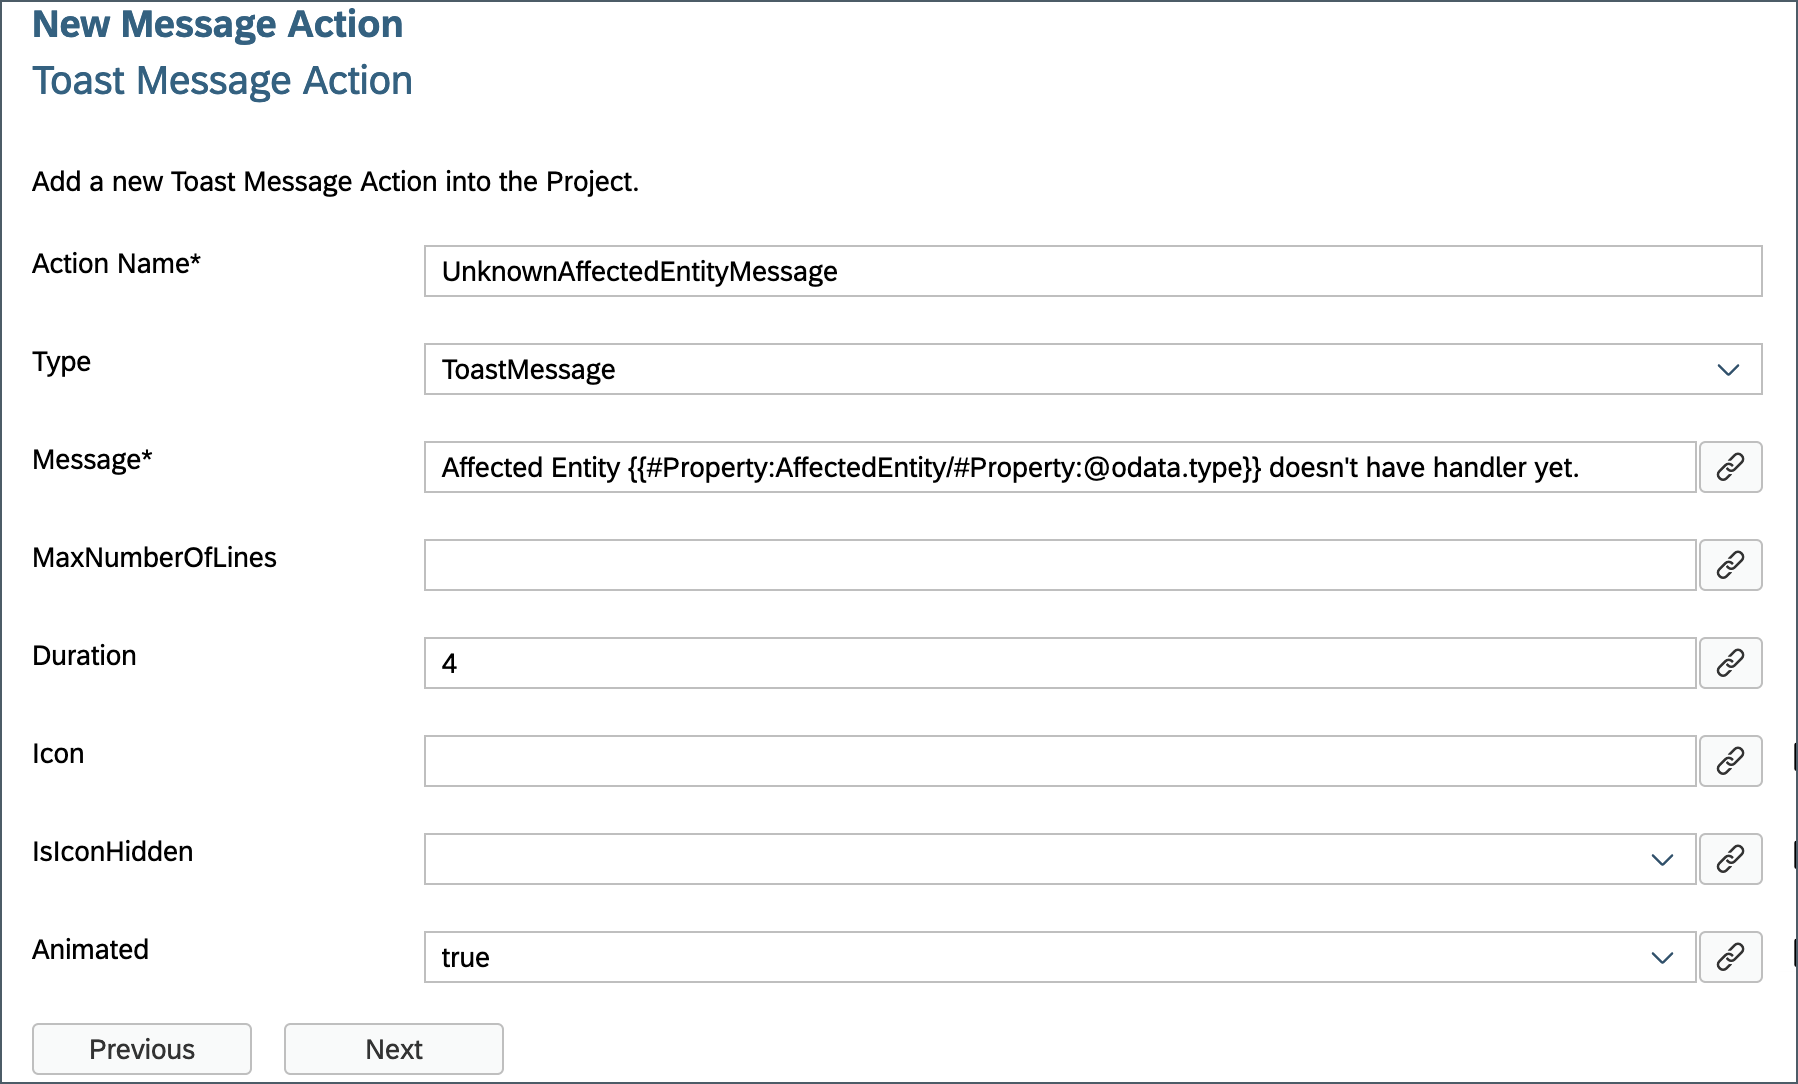 New Message Action
Toast Message Action
Add a new Toast Message Action into the Project.
Action Name*
UnknownAffectedEntityMessage
Type
ToastMessage
Message*
Affected Entity {{#Property:AffectedEntity/#Property:@odata.type}} doesn't have handler yet.
MaxNumberOfLines
Duration
4
Icon
IsIconHidden
Animated
true
Previous
Next